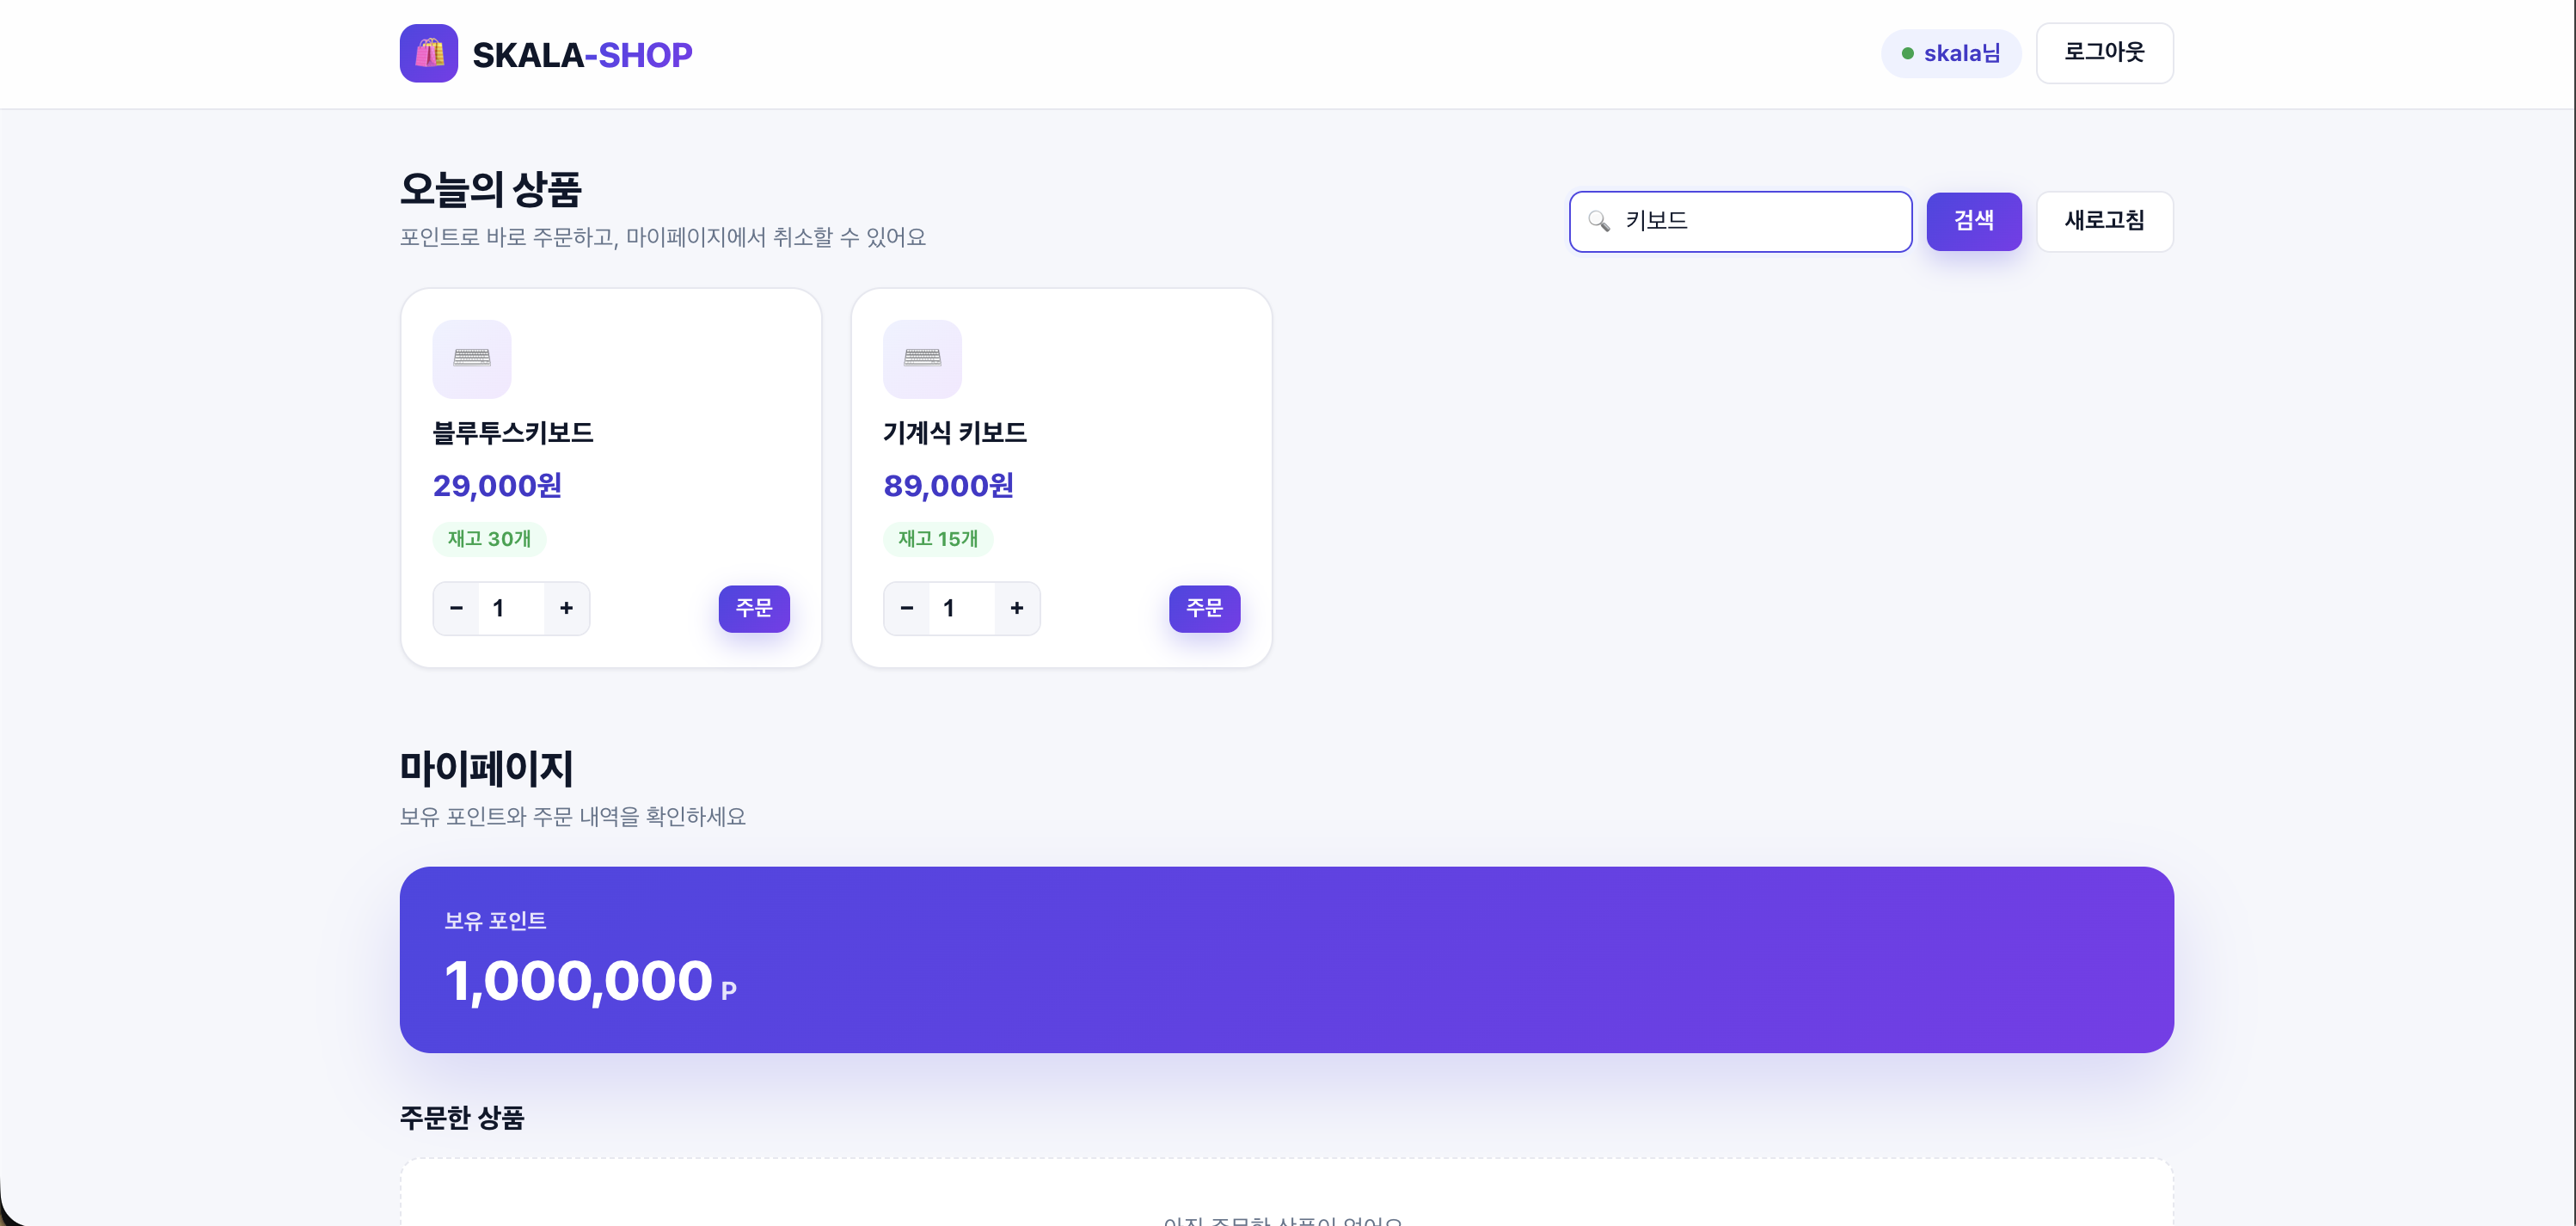 SKALA-SHOP
skala님
로그아웃
오늘의 상품
포인트로 바로 주문하고, 마이페이지에서 취소할 수 있어요
키보드
검색
새로고침
블루투스키보드
29,000원
재고 30개
− 1 +
주문
기계식 키보드
89,000원
재고 15개
− 1 +
주문
마이페이지
보유 포인트와 주문 내역을 확인하세요
보유 포인트
1,000,000 P
주문한 상품